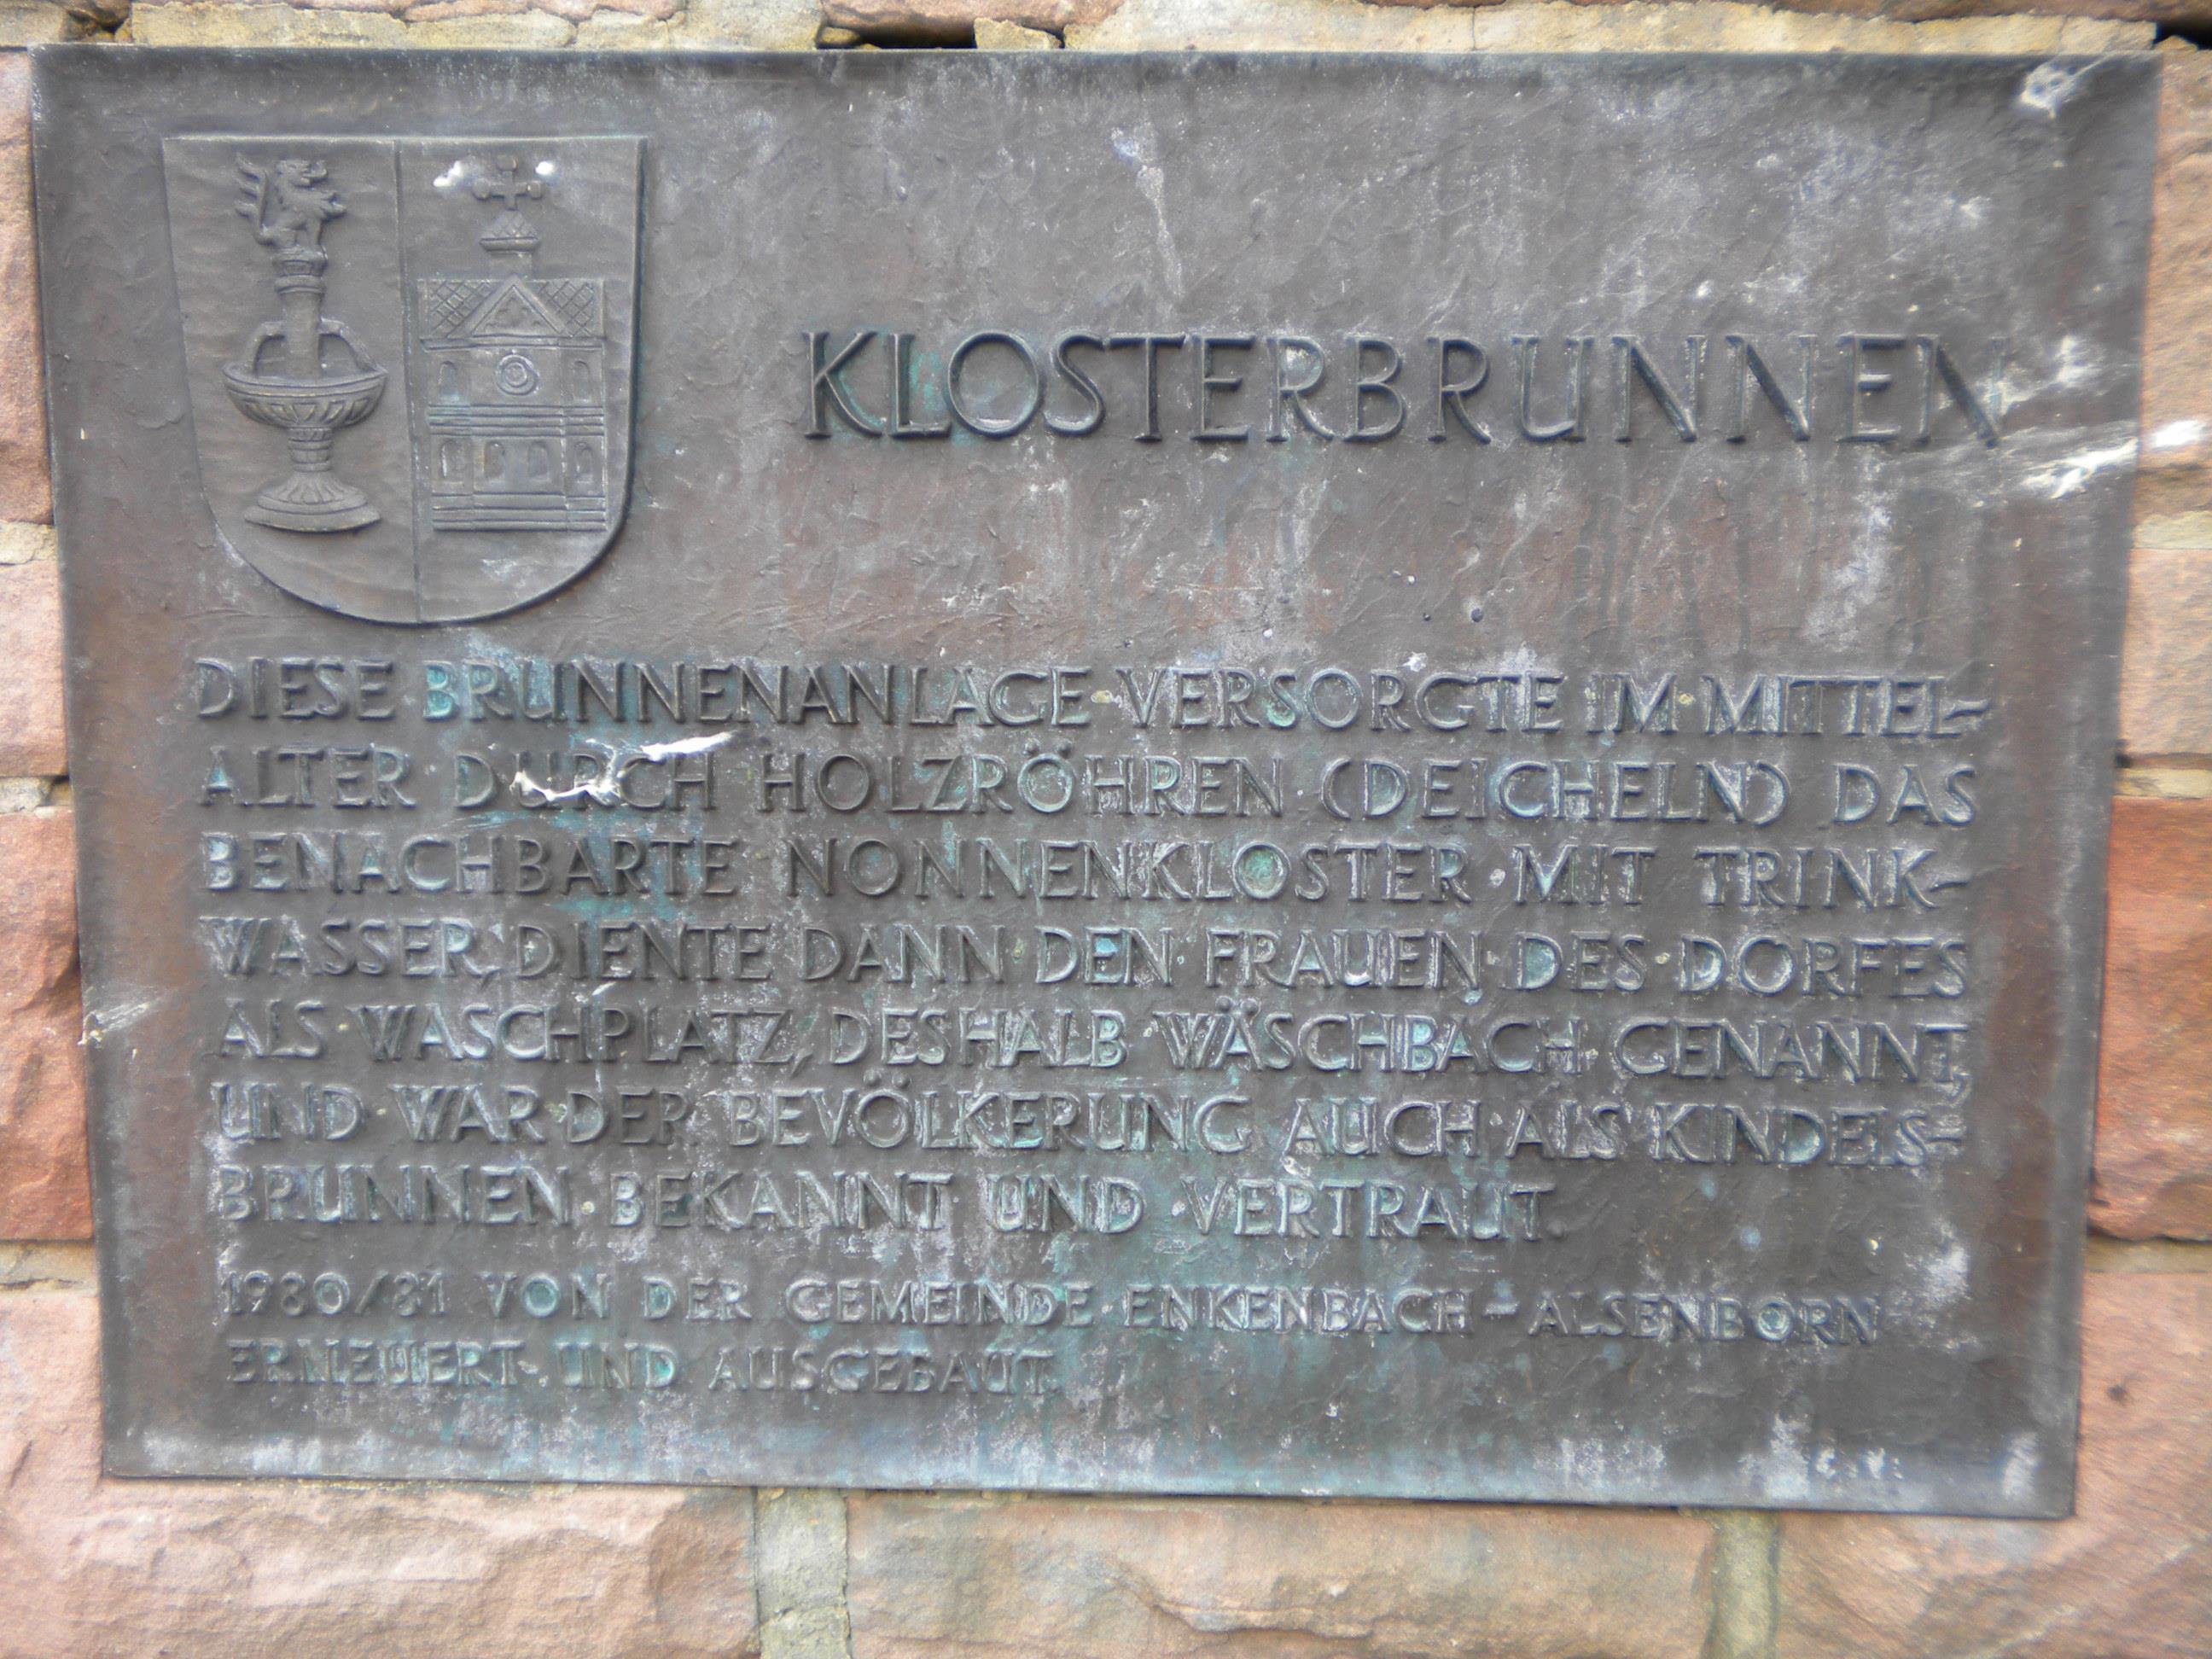 KLOSTERBRUNNEN
DIESE BRUNNENANLAGE VERSORGTE IM MITTEL-
ALTER DURCH HOLZRÖHREN (DEICHELN) DAS
BENACHBARTE NONNENKLOSTER MIT TRINK-
WASSER, DIENTE DANN DEN FRAUEN DES DORFES
ALS WASCHPLATZ, DESHALB WÄSCHBACH GENANNT,
UND WAR DER BEVÖLKERUNG AUCH ALS KINDELS-
BRUNNEN BEKANNT UND VERTRAUT.
1980/81 VON DER GEMEINDE ENKENBACH-ALSENBORN
ERNEUERT UND AUSGEBAUT.